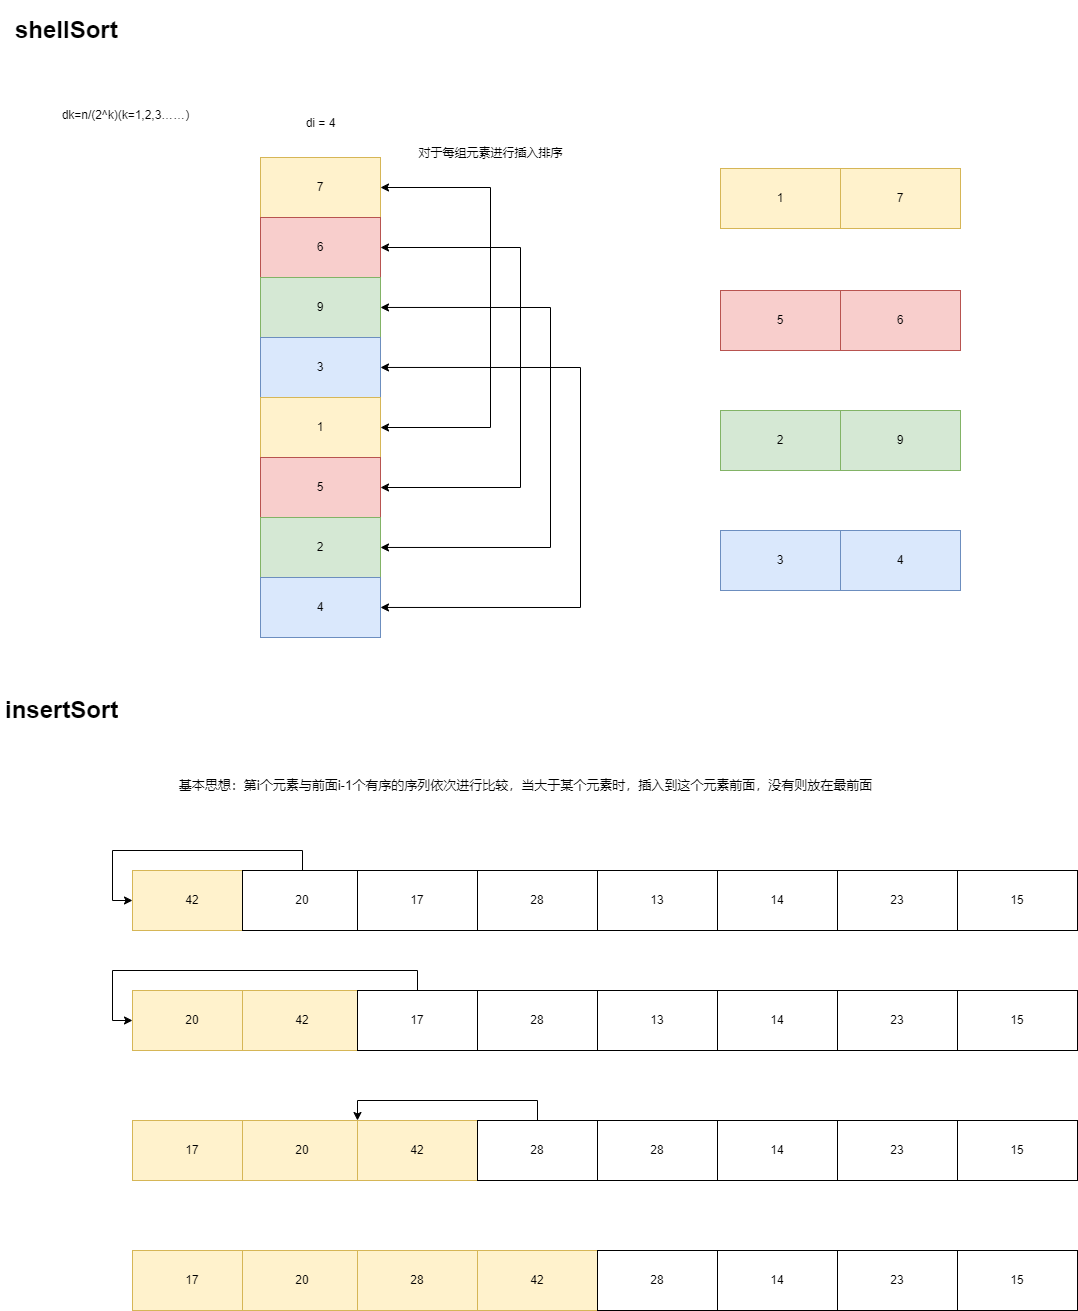 shellSort
dk=n/(2^k)(k=1,2,3……)
di = 4
对于每组元素进行插入排序
7
6
9
3
1
5
2
4
1 7
5 6
2 9
3 4
insertSort
基本思想：第i个元素与前面i-1个有序的序列依次进行比较，当大于某个元素时，插入到这个元素前面，没有则放在最前面
42 20 17 28 13 14 23 15
20 42 17 28 13 14 23 15
17 20 42 28 28 14 23 15
17 20 28 42 28 14 23 15